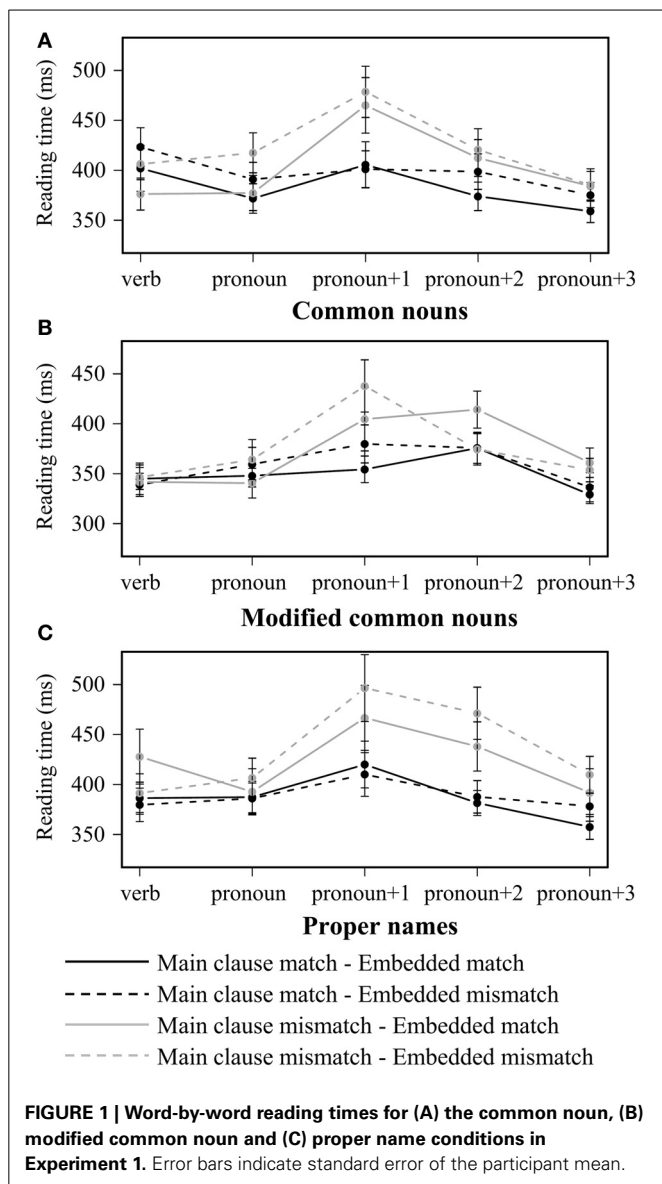 A
Reading time (ms)
500
450
400
350
verb pronoun pronoun+1 pronoun+2 pronoun+3
Common nouns
B
Reading time (ms)
450
400
350
300
verb pronoun pronoun+1 pronoun+2 pronoun+3
Modified common nouns
C
Reading time (ms)
500
450
400
350
verb pronoun pronoun+1 pronoun+2 pronoun+3
Proper names
Main clause match - Embedded match
Main clause match - Embedded mismatch
Main clause mismatch - Embedded match
Main clause mismatch - Embedded mismatch
FIGURE 1 | Word-by-word reading times for (A) the common noun, (B)
modified common noun and (C) proper name conditions in
Experiment 1. Error bars indicate standard error of the participant mean.